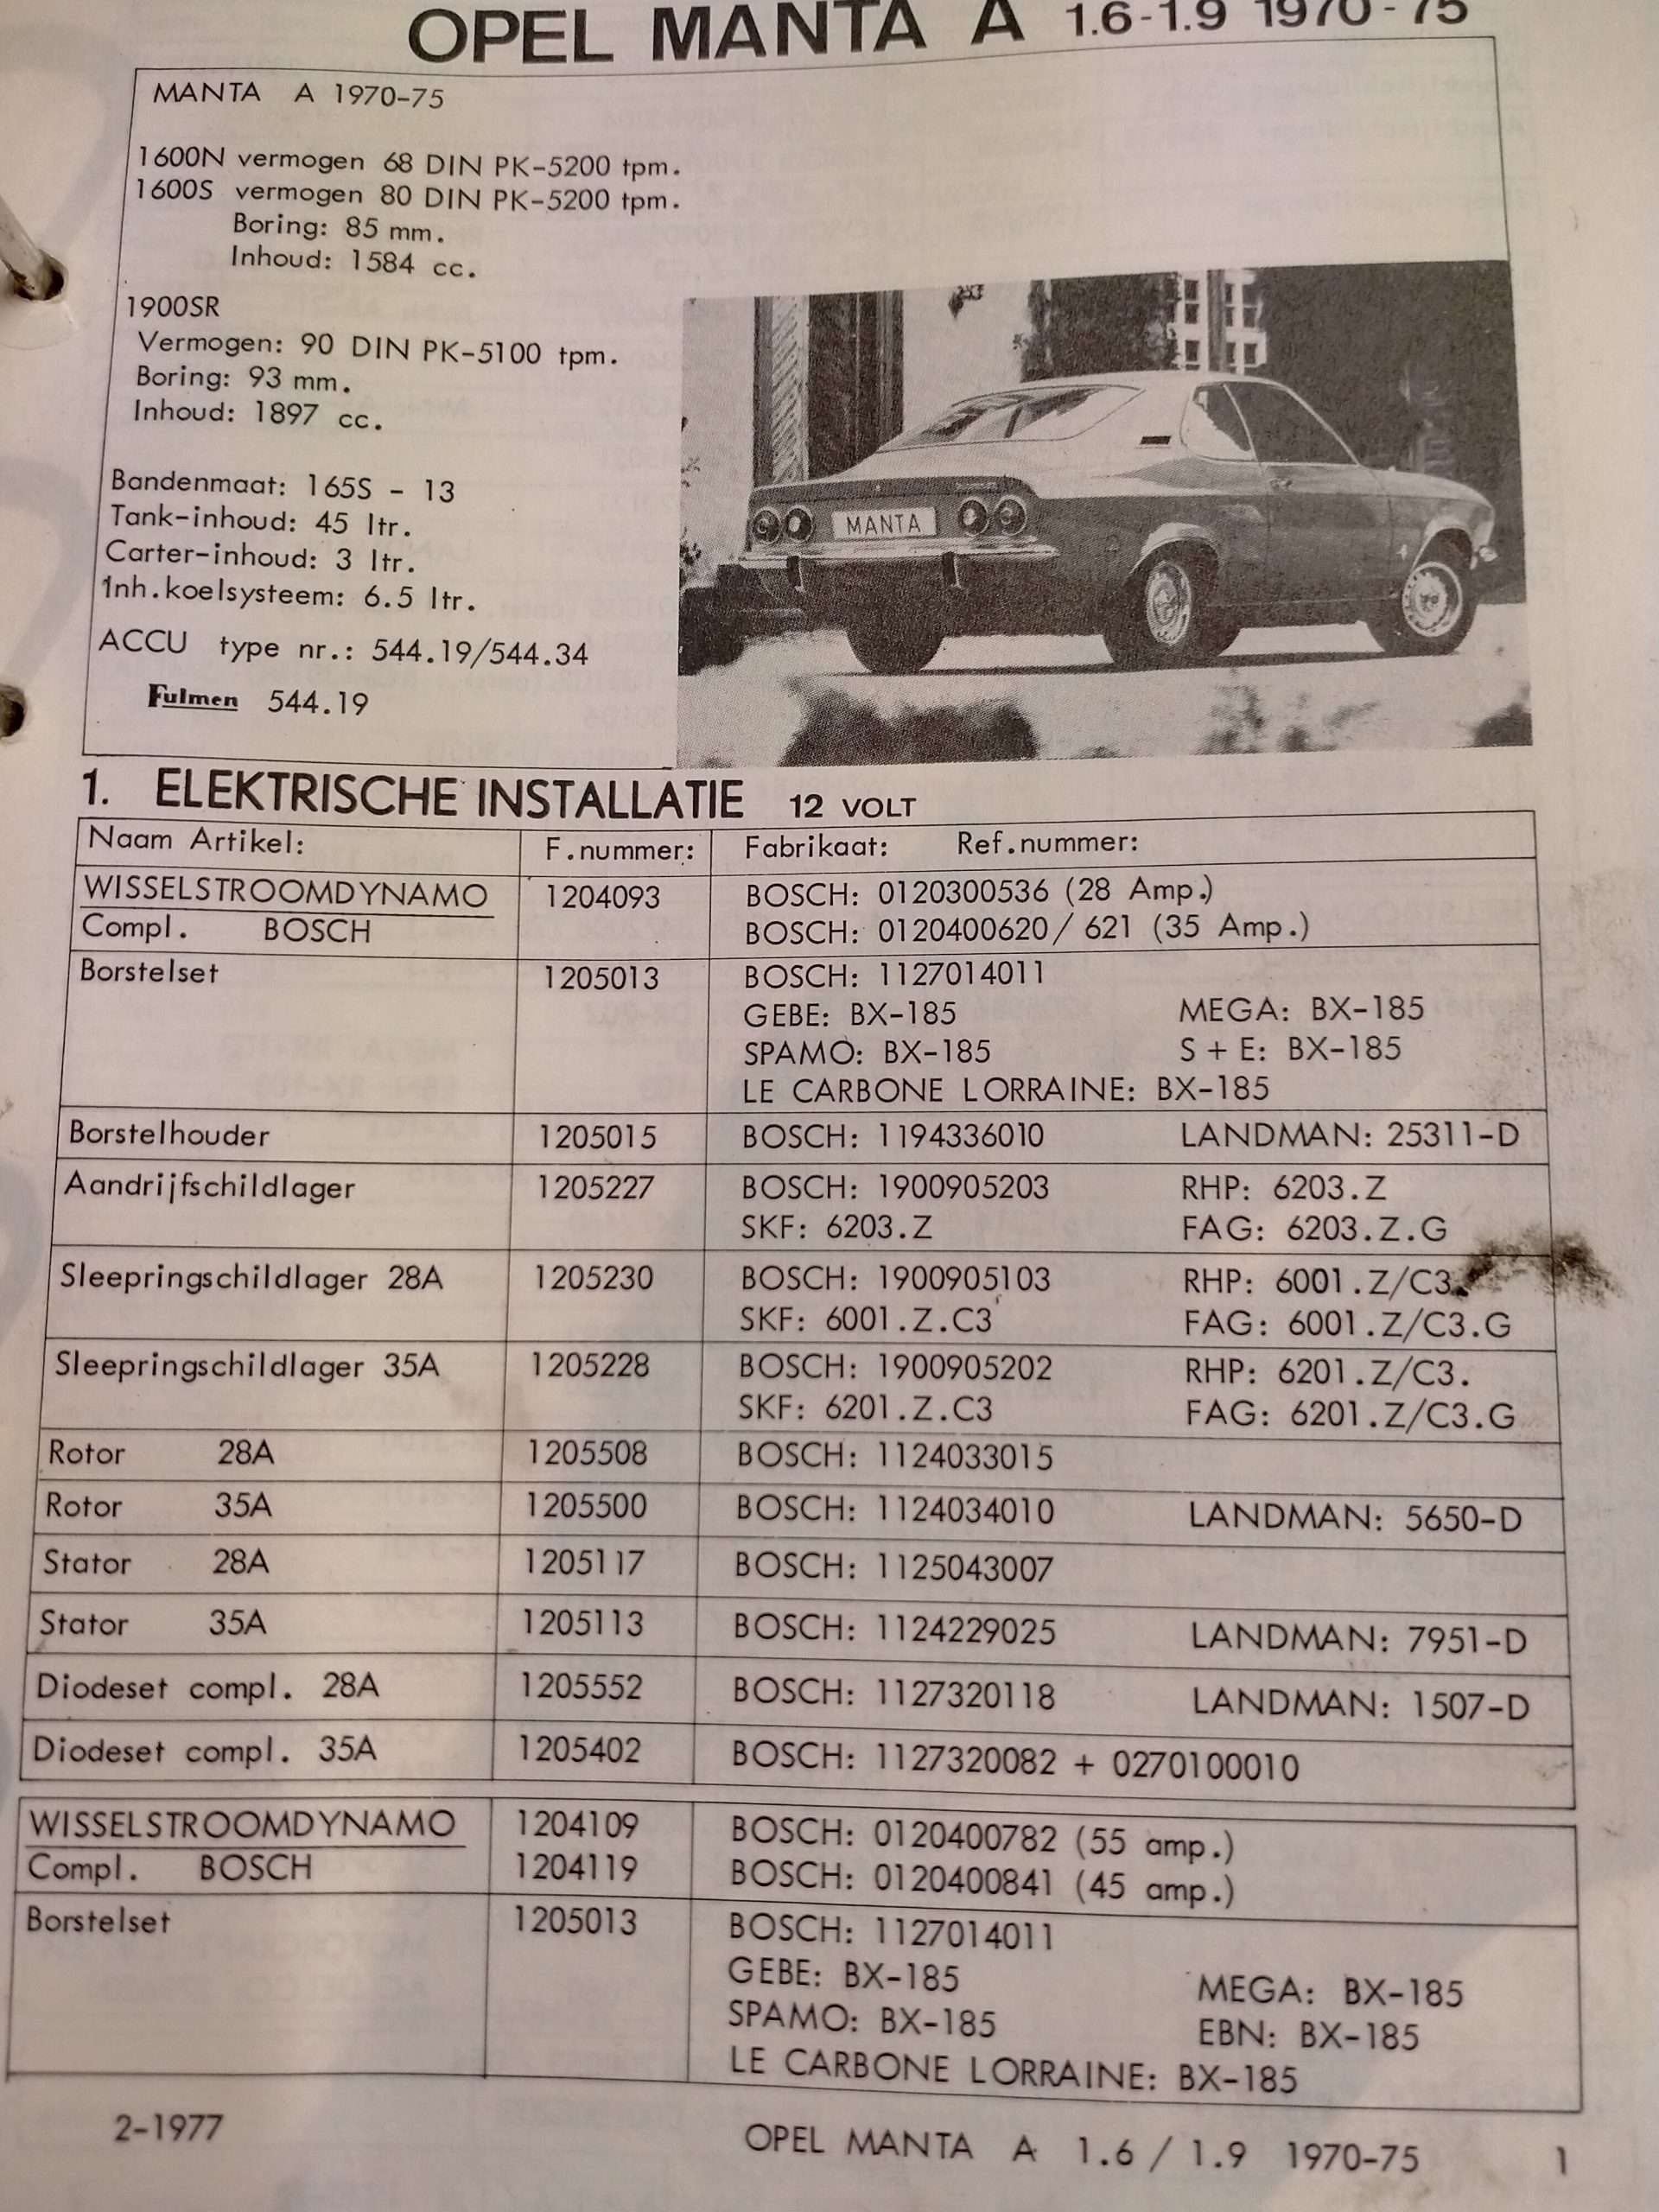 OPEL MANTA A 1.6-1.9 1970-75
MANTA A 1970-75
1600N vermogen 68 DIN PK-5200 tpm.
1600S vermogen 80 DIN PK-5200 tpm.
Boring: 85 mm.
Inhoud: 1584 cc.
1900SR
Vermogen: 90 DIN PK-5100 tpm.
Boring: 93 mm.
Inhoud: 1897 cc.
Bandenmaat: 165S - 13
Tank-inhoud: 45 ltr.
Carter-inhoud: 3 ltr.
Inh.koelsysteem: 6.5 ltr.
ACCU type nr.: 544.19/544.34
Fulmen 544.19
MANTA
1. ELEKTRISCHE INSTALLATIE 12 VOLT
Naam Artikel: F.nummer: Fabrikaat: Ref.nummer:
WISSELSTROOMDYNAMO 1204093 BOSCH: 0120300536 (28 Amp.)
Compl. BOSCH BOSCH: 0120400620/ 621 (35 Amp.)
Borstelset 1205013 BOSCH: 1127014011
GEBE: BX-185 MEGA: BX-185
SPAMO: BX-185 S + E: BX-185
LE CARBONE LORRAINE: BX-185
Borstelhouder 1205015 BOSCH: 1194336010 LANDMAN: 25311-D
Aandrijfschildlager 1205227 BOSCH: 1900905203 RHP: 6203.Z
SKF: 6203.Z FAG: 6203.Z.G
Sleepringschildlager 28A 1205230 BOSCH: 1900905103 RHP: 6001.Z/C3.
SKF: 6001.Z.C3 FAG: 6001.Z/C3.G
Sleepringschildlager 35A 1205228 BOSCH: 1900905202 RHP: 6201.Z/C3.
SKF: 6201.Z.C3 FAG: 6201.Z/C3.G
Rotor 28A 1205508 BOSCH: 1124033015
Rotor 35A 1205500 BOSCH: 1124034010 LANDMAN: 5650-D
Stator 28A 1205117 BOSCH: 1125043007
Stator 35A 1205113 BOSCH: 1124229025 LANDMAN: 7951-D
Diodeset compl. 28A 1205552 BOSCH: 1127320118 LANDMAN: 1507-D
Diodeset compl. 35A 1205402 BOSCH: 1127320082 + 0270100010
WISSELSTROOMDYNAMO 1204109 BOSCH: 0120400782 (55 amp.)
Compl. BOSCH 1204119 BOSCH: 0120400841 (45 amp.)
Borstelset 1205013 BOSCH: 1127014011
GEBE: BX-185 MEGA: BX-185
SPAMO: BX-185 EBN: BX-185
LE CARBONE LORRAINE: BX-185
2-1977 OPEL MANTA A 1.6 / 1.9 1970-75 1